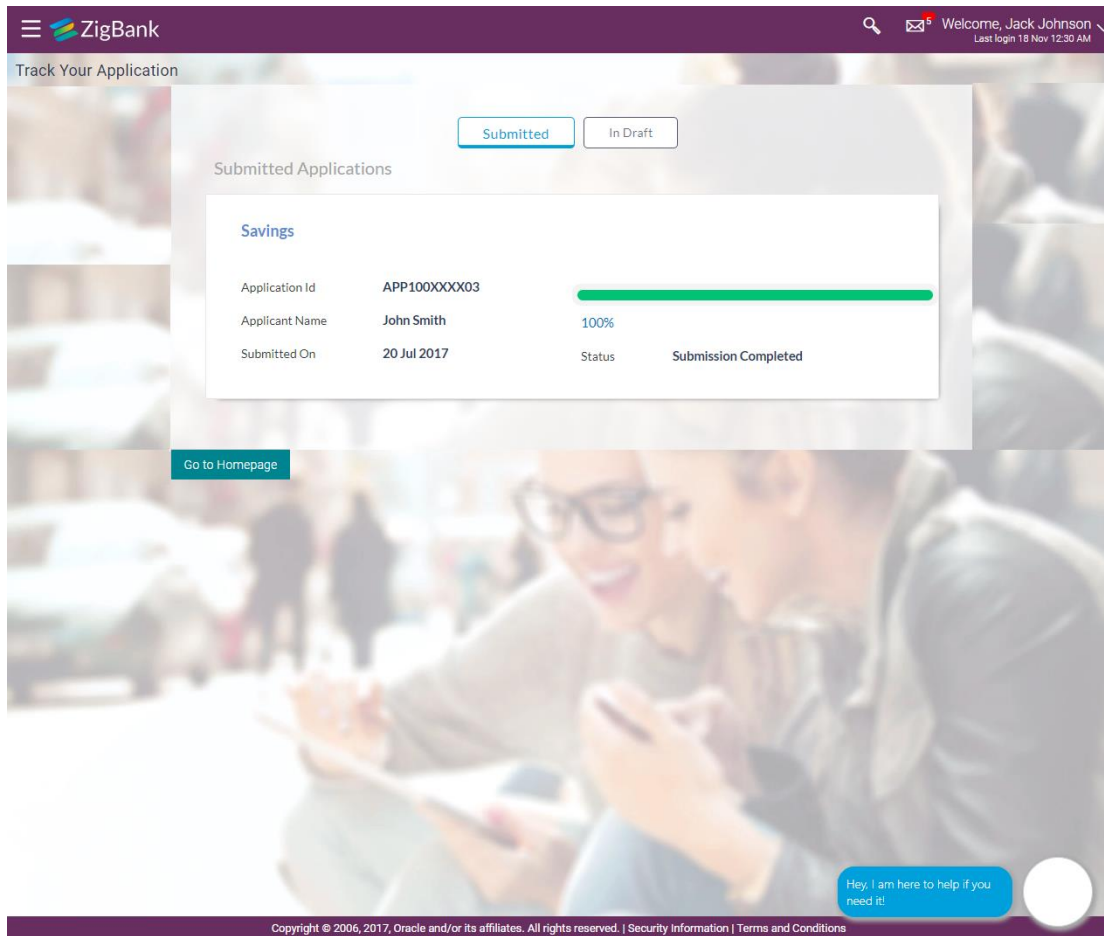 ZigBank
5
Welcome, Jack Johnson
Last login 18 Nov 12:30 AM
Track Your Application
Submitted
In Draft
Submitted Applications
Savings
Application Id APP100XXXX03
Applicant Name John Smith 100%
Submitted On 20 Jul 2017 Status Submission Completed
Go to Homepage
Hey, I am here to help if you
need it!
Copyright © 2006, 2017, Oracle and/or its affiliates. All rights reserved. | Security Information | Terms and Conditions